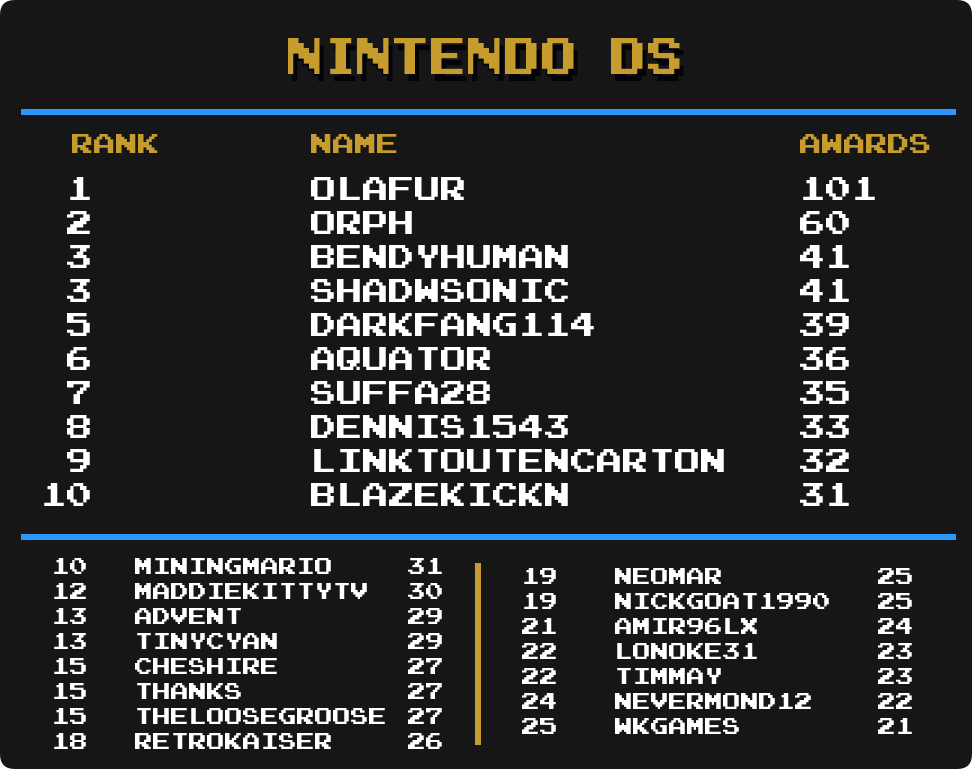 NINTENDO DS
RANK NAME AWARDS
1 OLAFUR 101
2 ORPH 60
3 BENDYHUMAN 41
3 SHADWSONIC 41
5 DARKFANG114 39
6 AQUATOR 36
7 SUFFA28 35
8 DENNIS1543 33
9 LINKTOUTENCARTON 32
10 BLAZEKICKN 31
10 MININGMARIO 31
12 MADDIEKITTYTV 30
13 ADVENT 29
13 TINYCYAN 29
15 CHESHIRE 27
15 THANKS 27
15 THELOOSEGROOSE 27
18 RETROKAISER 26
19 NEOMAR 25
19 NICKGOAT1990 25
21 AMIR96LX 24
22 LONOKE31 23
22 TIMMAY 23
24 NEVERMOND12 22
25 WKGAMES 21